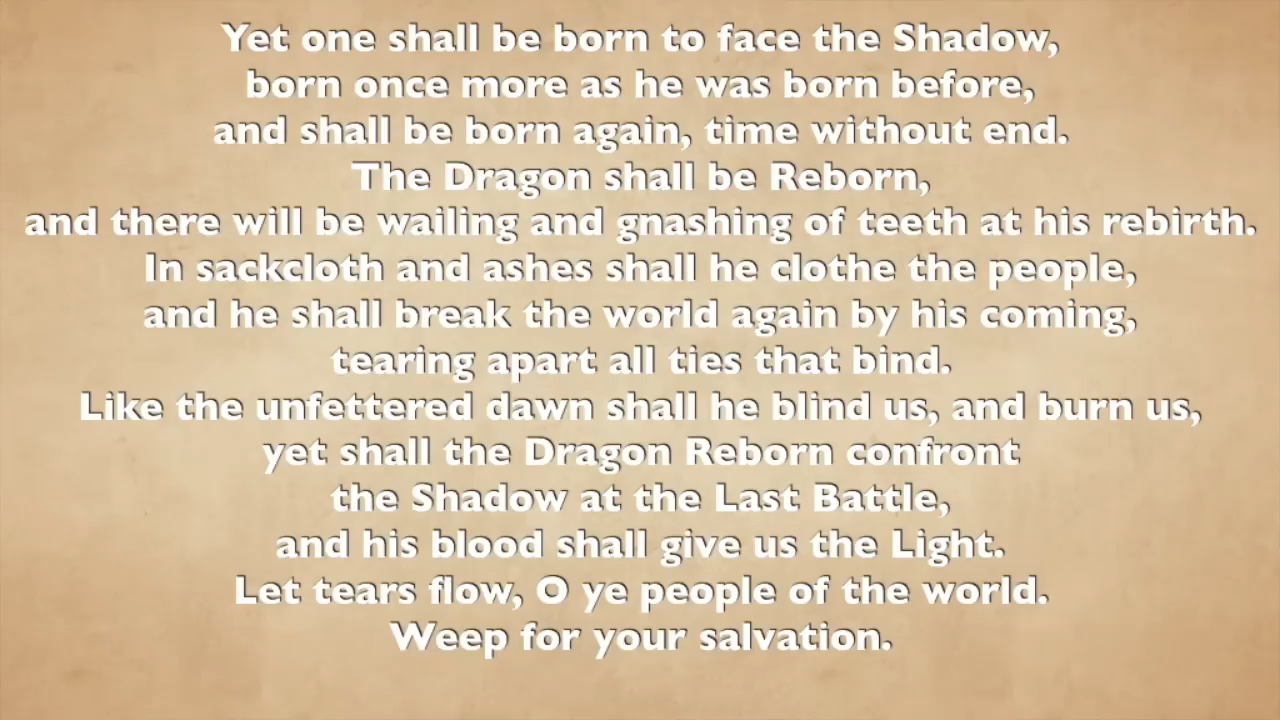 Yet one shall be born to face the Shadow,
born once more as he was born before,
and shall be born again, time without end.
The Dragon shall be Reborn,
and there will be wailing and gnashing of teeth at his rebirth.
In sackcloth and ashes shall he clothe the people,
and he shall break the world again by his coming,
tearing apart all ties that bind.
Like the unfettered dawn shall he blind us, and burn us,
yet shall the Dragon Reborn confront
the Shadow at the Last Battle,
and his blood shall give us the Light.
Let tears flow, O ye people of the world.
Weep for your salvation.